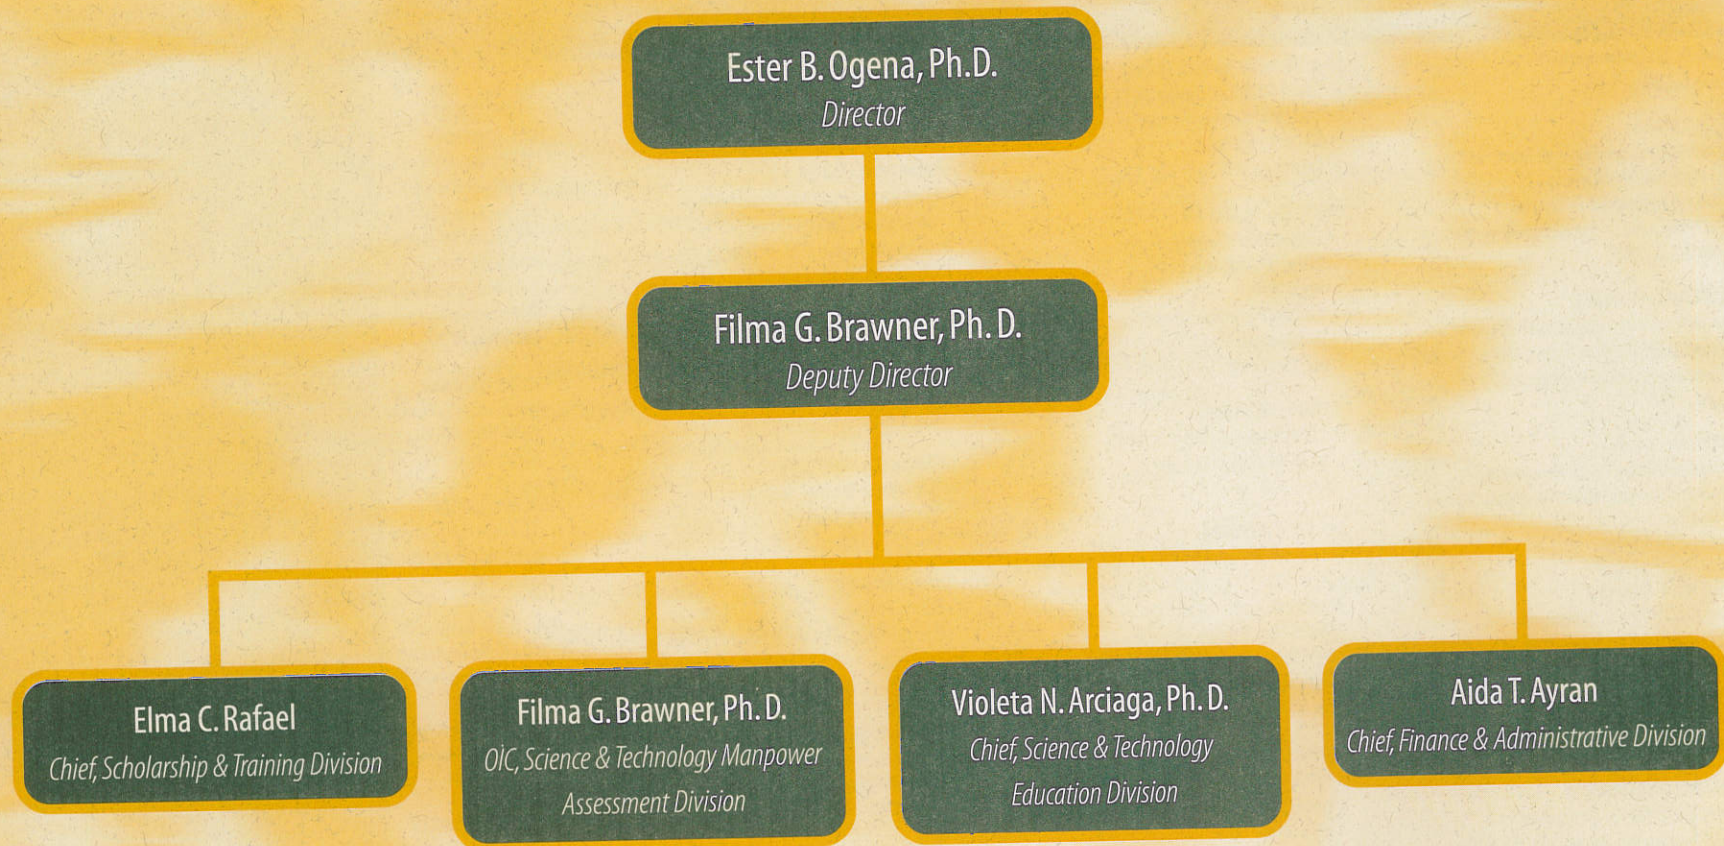 Ester B. Ogena, Ph.D.
Director
Filma G. Brawner, Ph. D.
Deputy Director
Elma C. Rafael
Chief, Scholarship & Training Division
Filma G. Brawner, Ph. D.
OIC, Science & Technology Manpower
Assessment Division
Violeta N. Arciaga, Ph. D.
Chief, Science & Technology
Education Division
Aida T. Ayran
Chief, Finance & Administrative Division